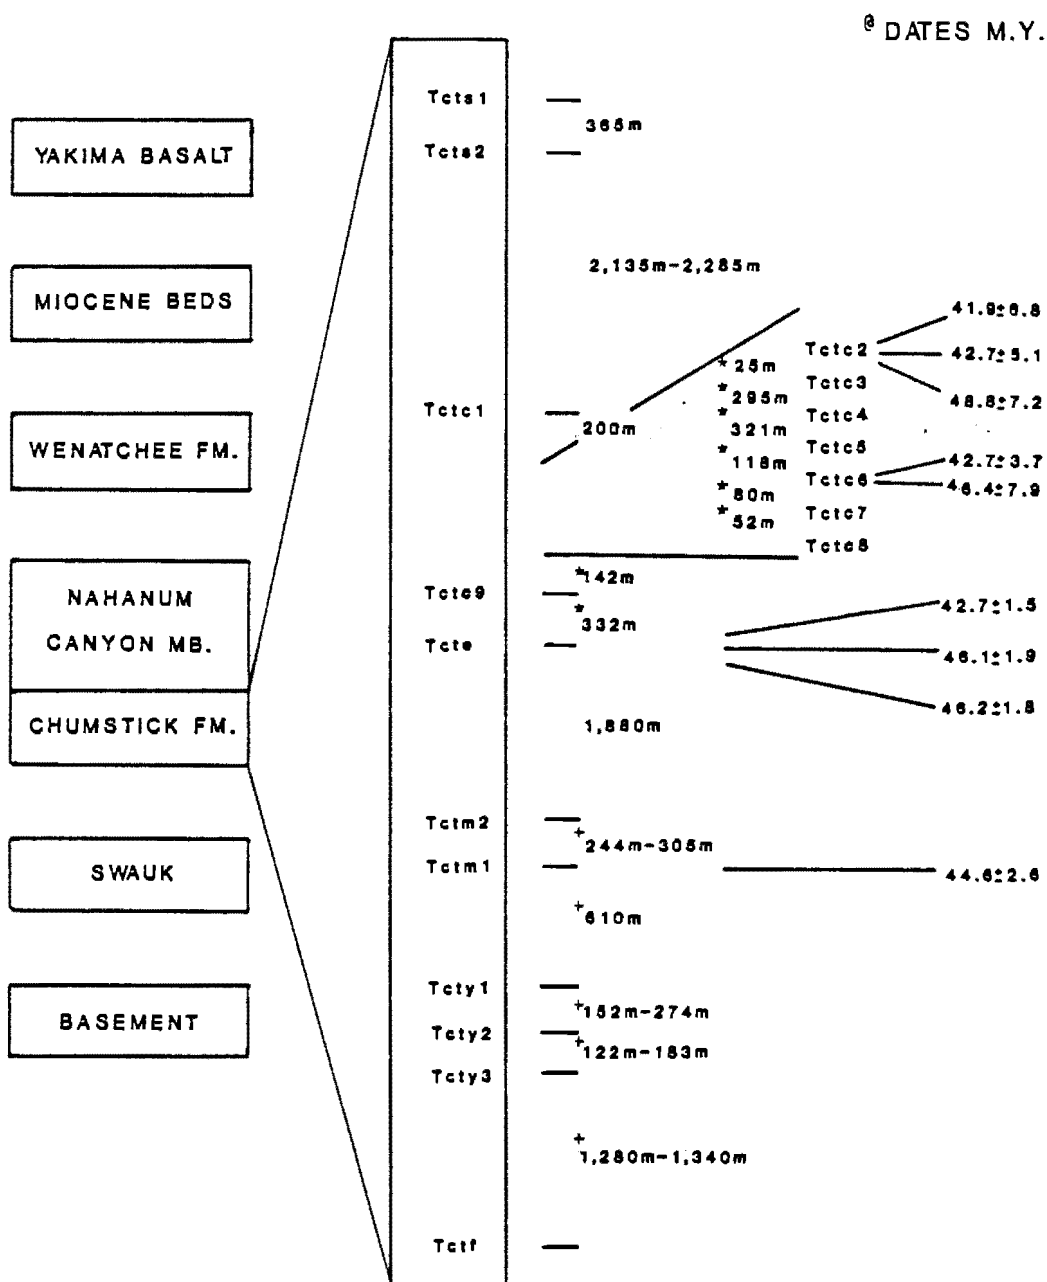 @ DATES M.Y.
YAKIMA BASALT
MIOCENE BEDS
WENATCHEE FM.
NAHANUM
CANYON MB.
CHUMSTICK FM.
SWAUK
BASEMENT
Tcts1
365m
Tcts2
2,135m-2,285m
Tctc1
200m
Tctc2
*25m
Tctc3
*295m
Tctc4
*321m
Tctc5
*118m
Tctc6
*80m
Tctc7
*52m
Tctc8
41.9±6.8
42.7±5.1
48.8±7.2
42.7±3.7
46.4±7.9
*142m
Tctc9
*332m
Tcte
42.7±1.5
46.1±1.9
46.2±1.8
1,880m
Tctm2
+244m-305m
Tctm1
44.6±2.6
+610m
Tcty1
+152m-274m
Tcty2
+122m-183m
Tcty3
+1,280m-1,340m
Tctf